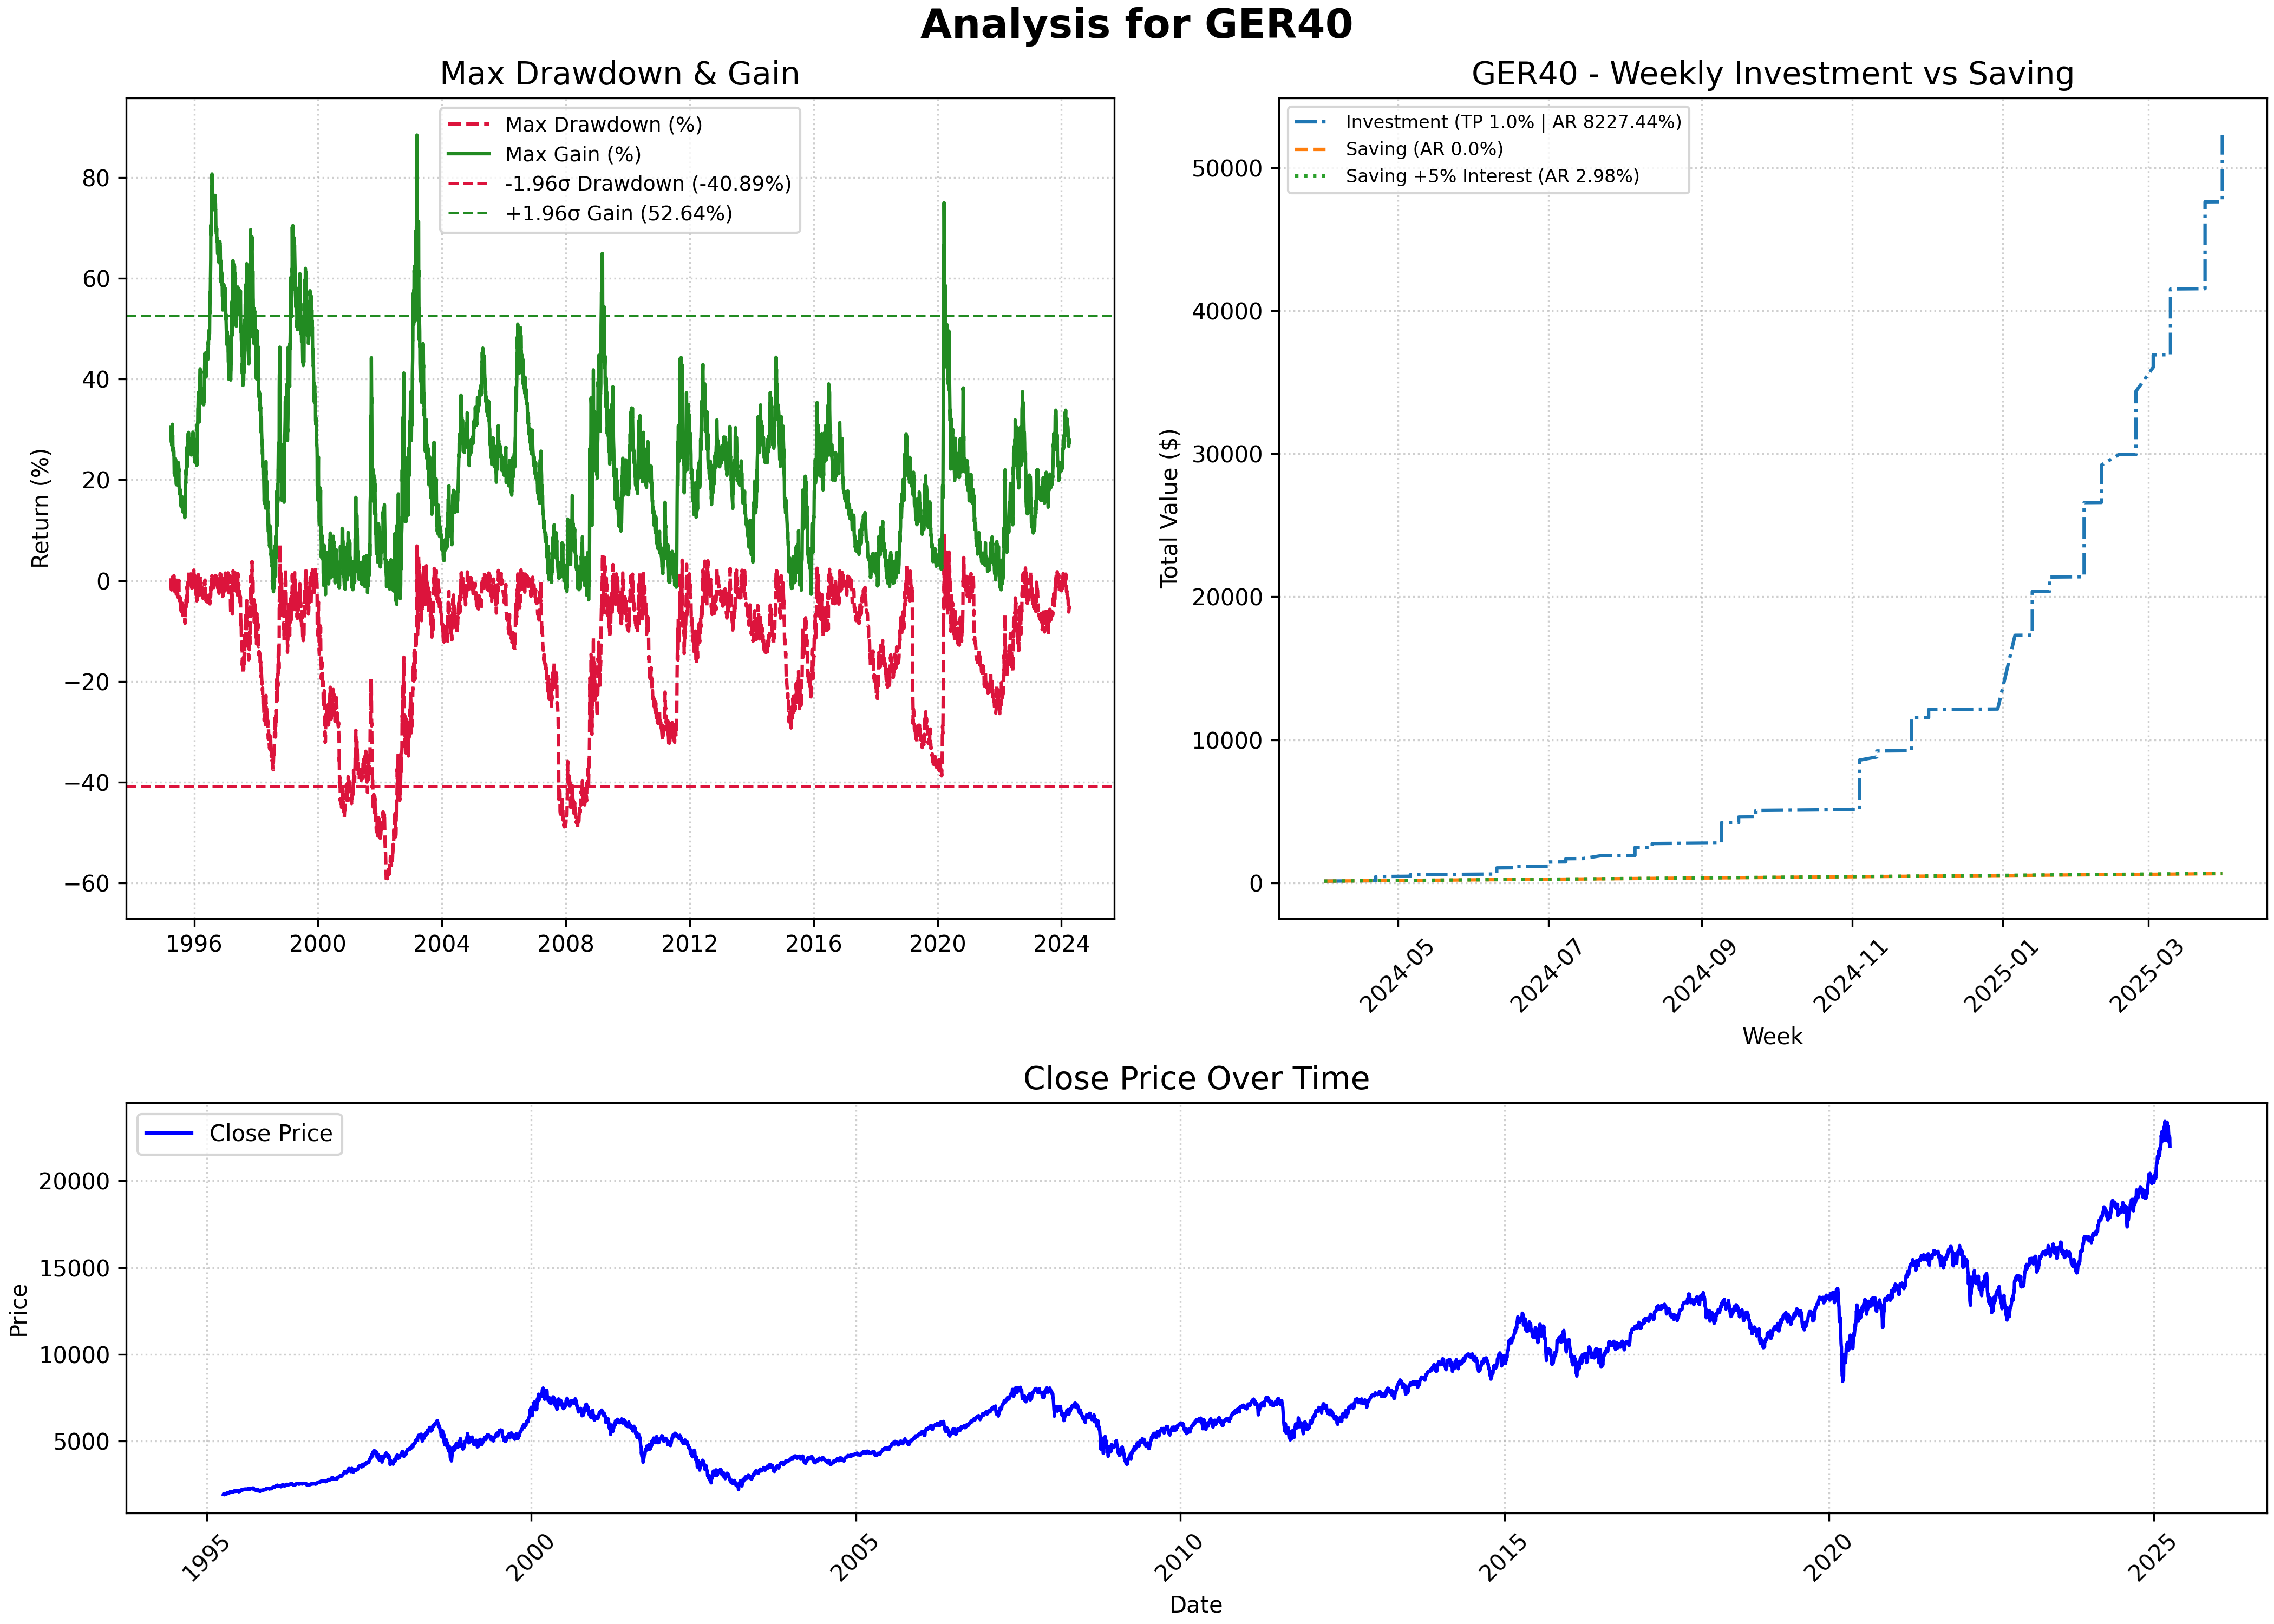 Analysis for GER40
Max Drawdown & Gain
Max Drawdown (%)
Max Gain (%)
-1.96σ Drawdown (-40.89%)
+1.96σ Gain (52.64%)
Return (%)
80
60
40
20
0
−20
−40
−60
1996 2000 2004 2008 2012 2016 2020 2024
GER40 - Weekly Investment vs Saving
Investment (TP 1.0% | AR 8227.44%)
Saving (AR 0.0%)
Saving +5% Interest (AR 2.98%)
Total Value ($)
50000
40000
30000
20000
10000
0
2024-05 2024-07 2024-09 2024-11 2025-01 2025-03
Week
Close Price Over Time
Close Price
Price
20000
15000
10000
5000
1995 2000 2005 2010 2015 2020 2025
Date